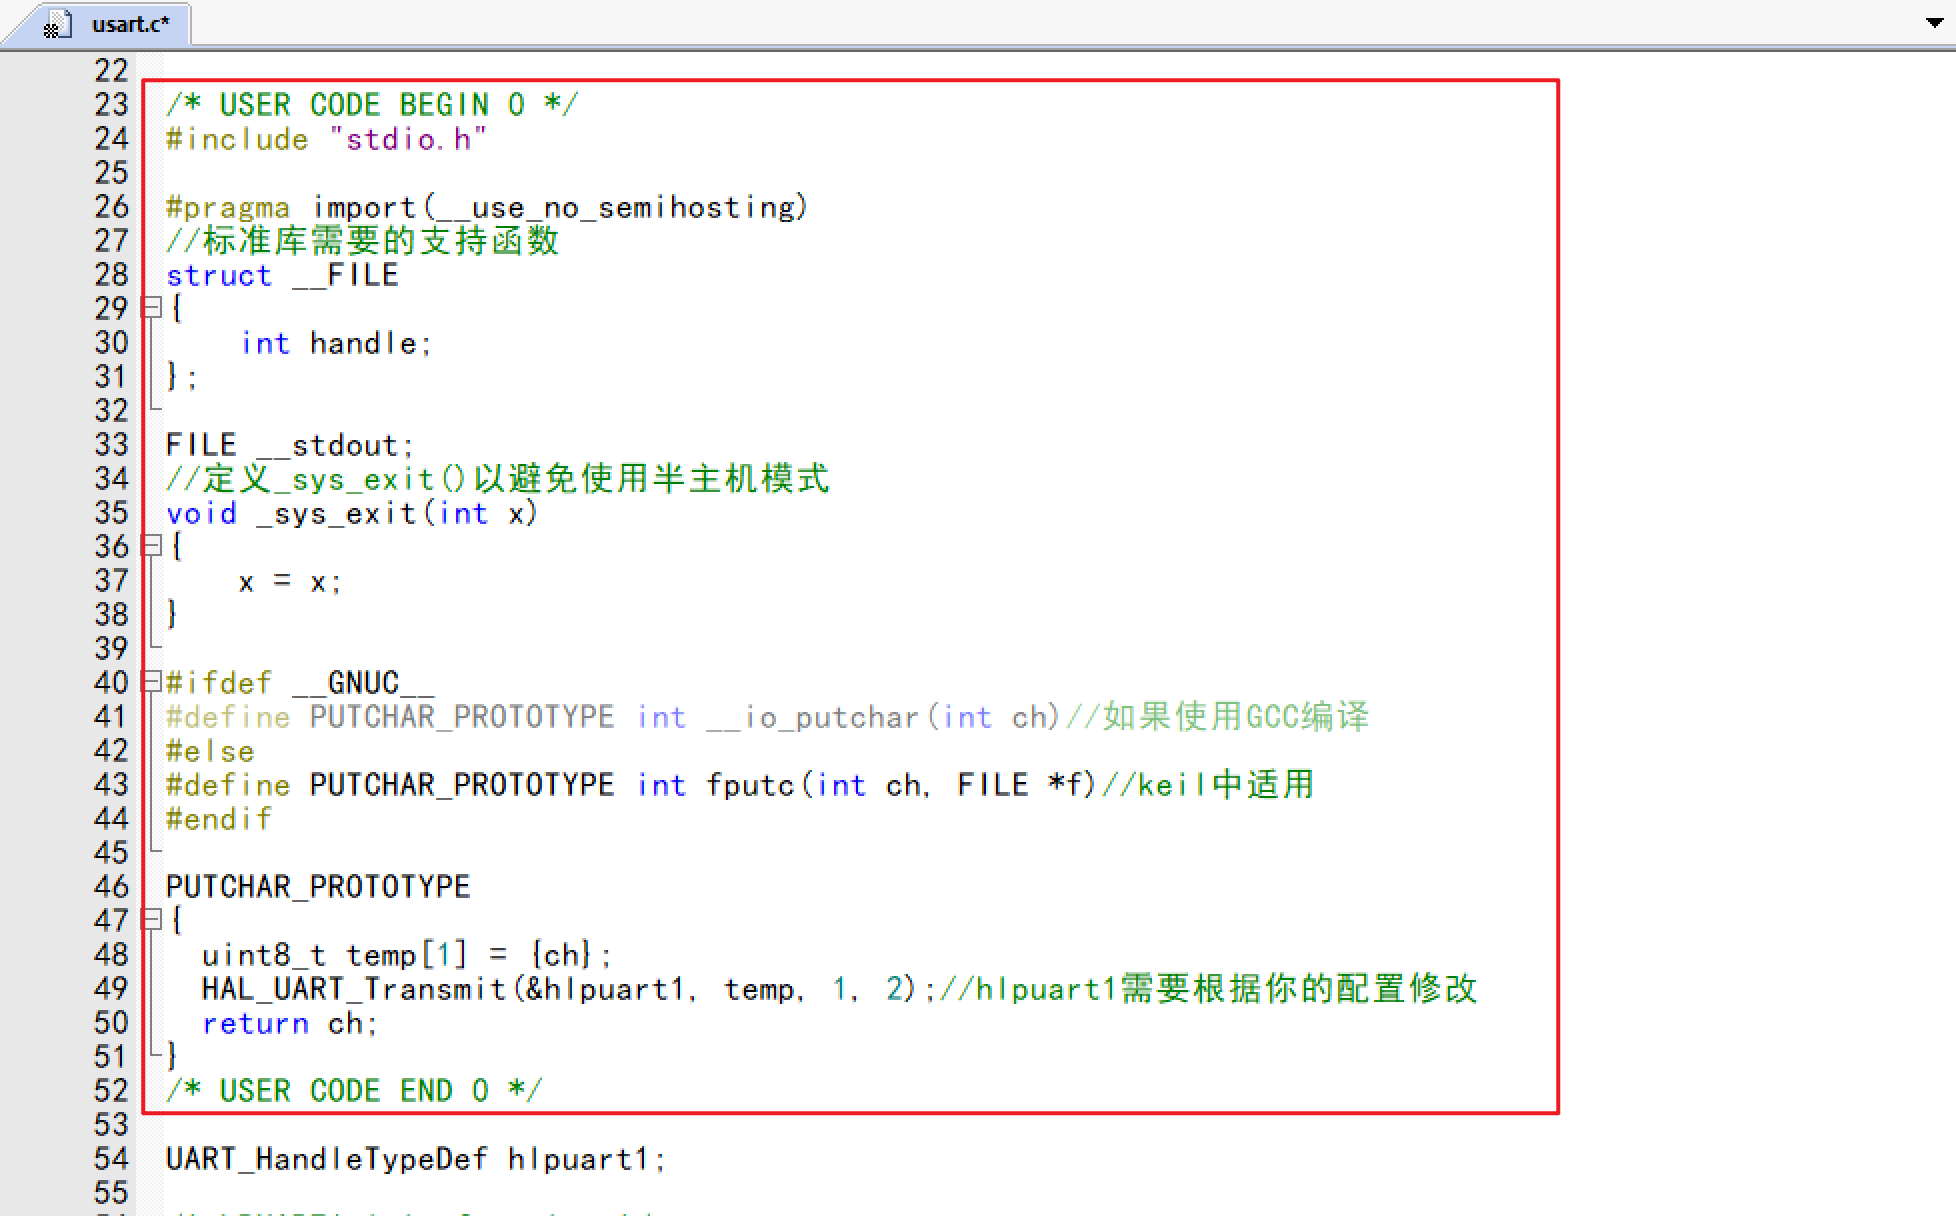 usart.c*
22
23 /* USER CODE BEGIN 0 */
24 #include "stdio.h"
25
26 #pragma import(__use_no_semihosting)
27 //标准库需要的支持函数
28 struct __FILE
29 {
30     int handle;
31 };
32
33 FILE __stdout;
34 //定义_sys_exit()以避免使用半主机模式
35 void _sys_exit(int x)
36 {
37     x = x;
38 }
39
40 #ifdef __GNUC__
41 #define PUTCHAR_PROTOTYPE int __io_putchar(int ch)//如果使用GCC编译
42 #else
43 #define PUTCHAR_PROTOTYPE int fputc(int ch, FILE *f)//keil中适用
44 #endif
45
46 PUTCHAR_PROTOTYPE
47 {
48   uint8_t temp[1] = {ch};
49   HAL_UART_Transmit(&hlpuart1, temp, 1, 2);//hlpuart1需要根据你的配置修改
50   return ch;
51 }
52 /* USER CODE END 0 */
53
54 UART_HandleTypeDef hlpuart1;
55